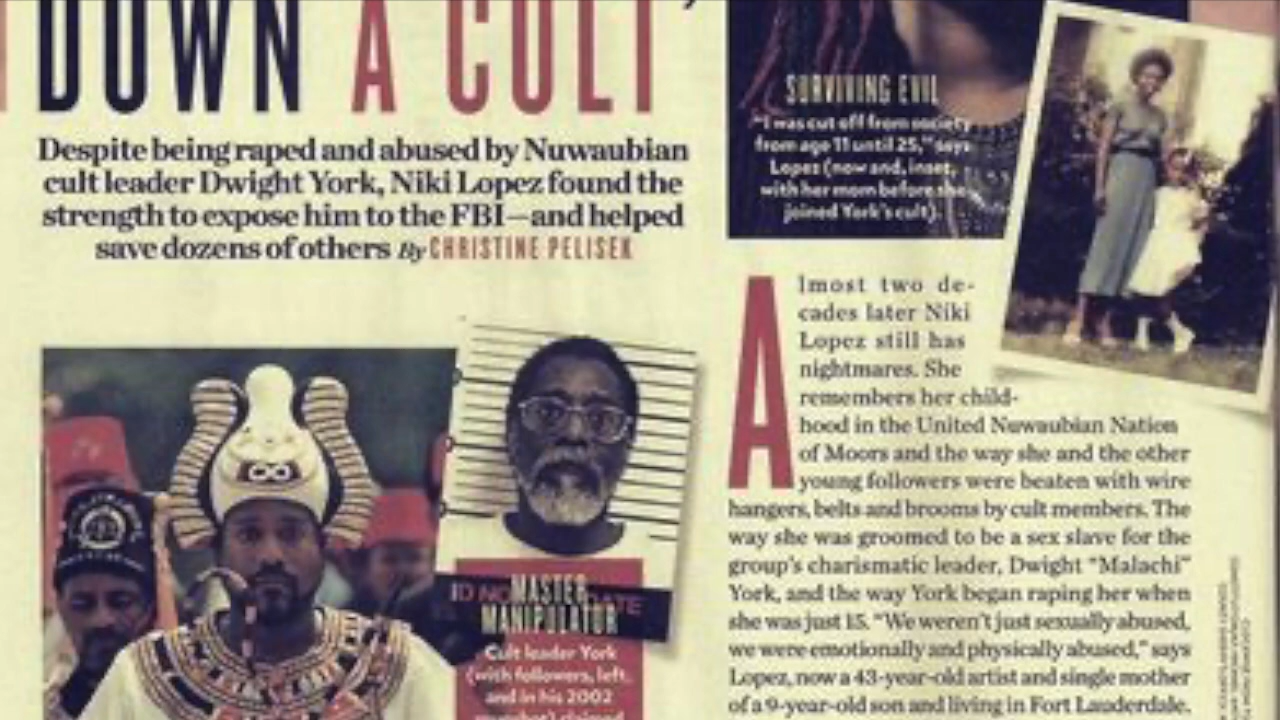 DOWN A CULT'
Despite being raped and abused by Nuwaubian
cult leader Dwight York, Niki Lopez found the
strength to expose him to the FBI—and helped
save dozens of others By CHRISTINE PELISEK
SURVIVING EVIL
"I was cut off from society
from age 11 until 25," says
Lopez (now and, inset,
with her mom before she
joined York's cult).
MASTER
MANIPULATOR
Cult leader York
(with followers, left,
and in his 2002
mugshot) claimed
Almost two de-
cades later Niki
Lopez still has
nightmares. She
remembers her child-
hood in the United Nuwaubian Nation
of Moors and the way she and the other
young followers were beaten with wire
hangers, belts and brooms by cult members. The
way she was groomed to be a sex slave for the
group's charismatic leader, Dwight "Malachi"
York, and the way York began raping her when
she was just 15. "We weren't just sexually abused,
we were emotionally and physically abused," says
Lopez, now a 43-year-old artist and single mother
of a 9-year-old son and living in Fort Lauderdale.